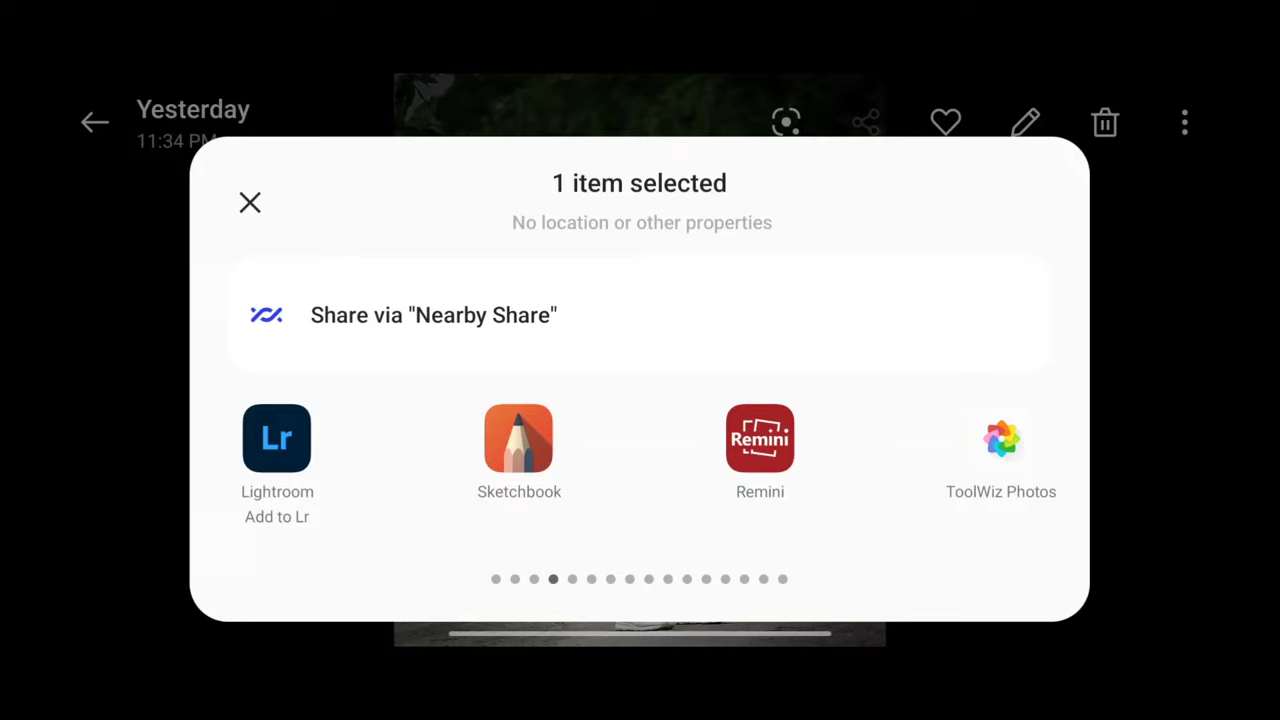 Yesterday
11:34 PM
1 item selected
No location or other properties
Share via "Nearby Share"
Lr
Remini
Lightroom
Sketchbook
Remini
ToolWiz Photos
Add to Lr